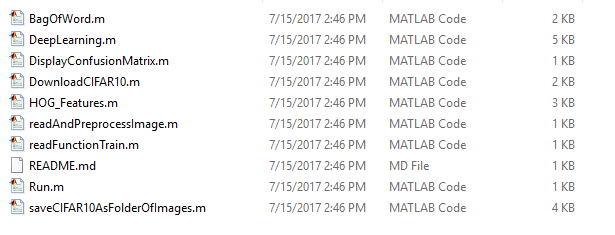 BagOfWord.m 7/15/2017 2:46 PM MATLAB Code 2 KB
DeepLearning.m 7/15/2017 2:46 PM MATLAB Code 5 KB
DisplayConfusionMatrix.m 7/15/2017 2:46 PM MATLAB Code 1 KB
DownloadCIFAR10.m 7/15/2017 2:46 PM MATLAB Code 2 KB
HOG_Features.m 7/15/2017 2:46 PM MATLAB Code 3 KB
readAndPreprocessImage.m 7/15/2017 2:46 PM MATLAB Code 1 KB
readFunctionTrain.m 7/15/2017 2:46 PM MATLAB Code 1 KB
README.md 7/15/2017 2:46 PM MD File 1 KB
Run.m 7/15/2017 2:46 PM MATLAB Code 1 KB
saveCIFAR10AsFolderOfImages.m 7/15/2017 2:46 PM MATLAB Code 4 KB